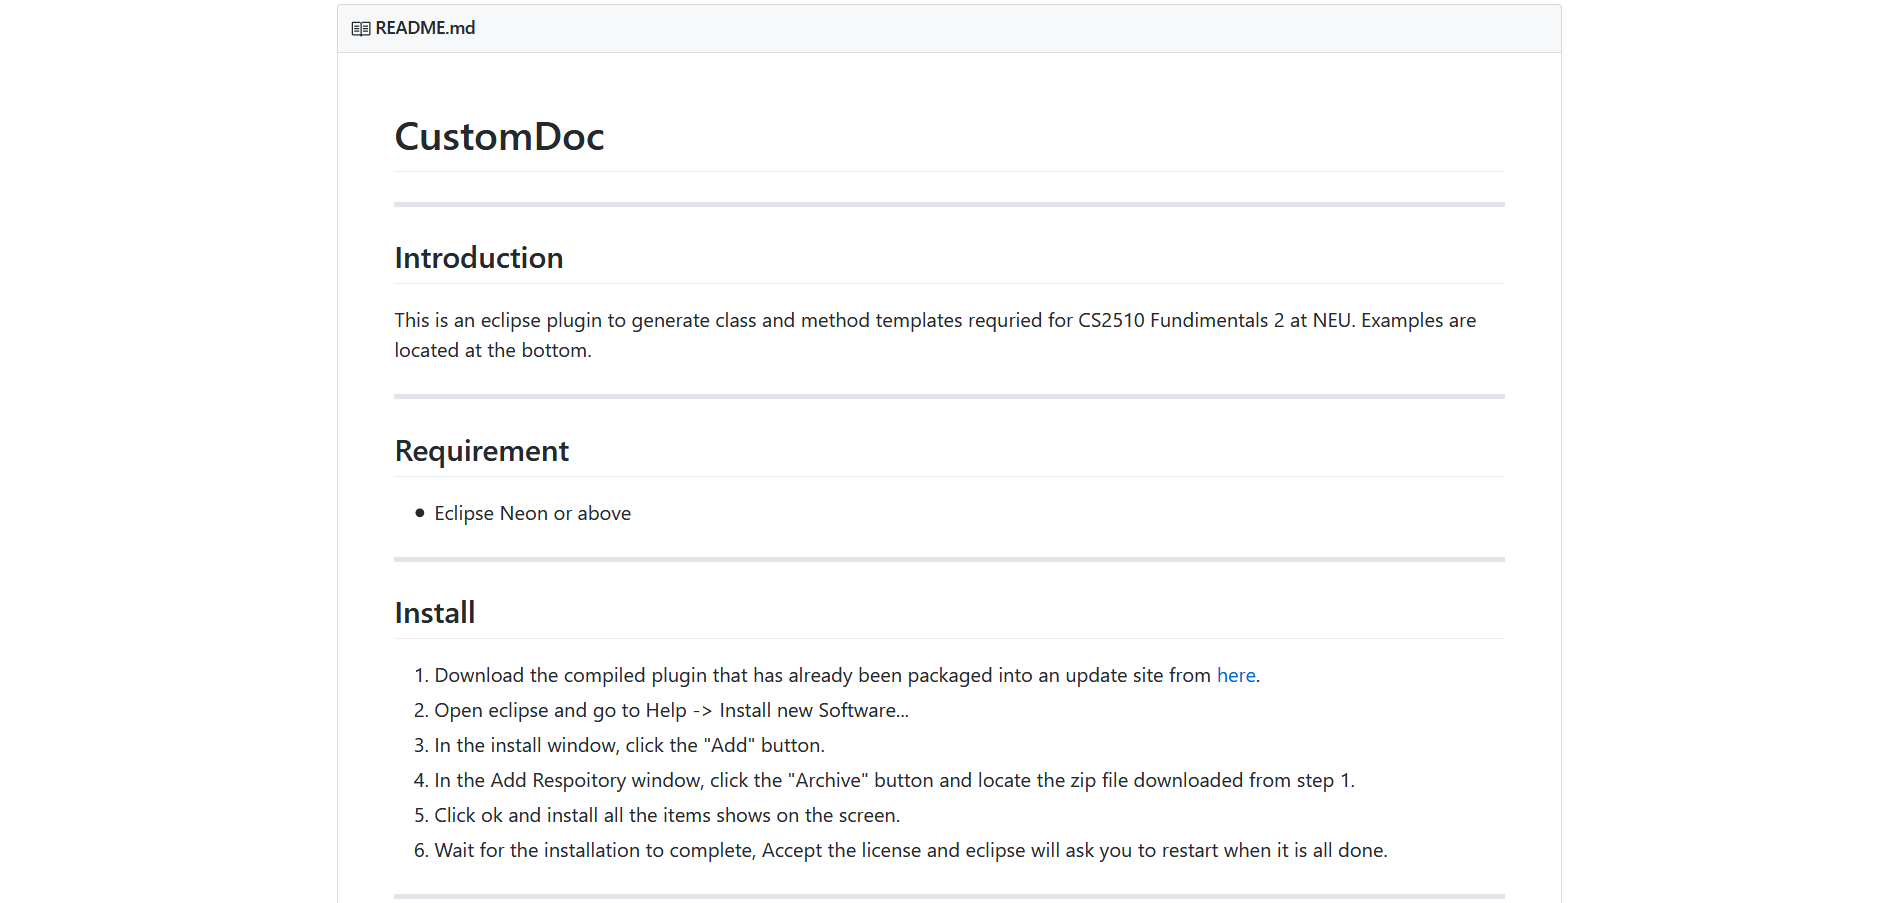 README.md
CustomDoc
Introduction
This is an eclipse plugin to generate class and method templates requried for CS2510 Fundimentals 2 at NEU. Examples are
located at the bottom.
Requirement
• Eclipse Neon or above
Install
1. Download the compiled plugin that has already been packaged into an update site from here.
2. Open eclipse and go to Help -> Install new Software...
3. In the install window, click the "Add" button.
4. In the Add Respoitory window, click the "Archive" button and locate the zip file downloaded from step 1.
5. Click ok and install all the items shows on the screen.
6. Wait for the installation to complete, Accept the license and eclipse will ask you to restart when it is all done.